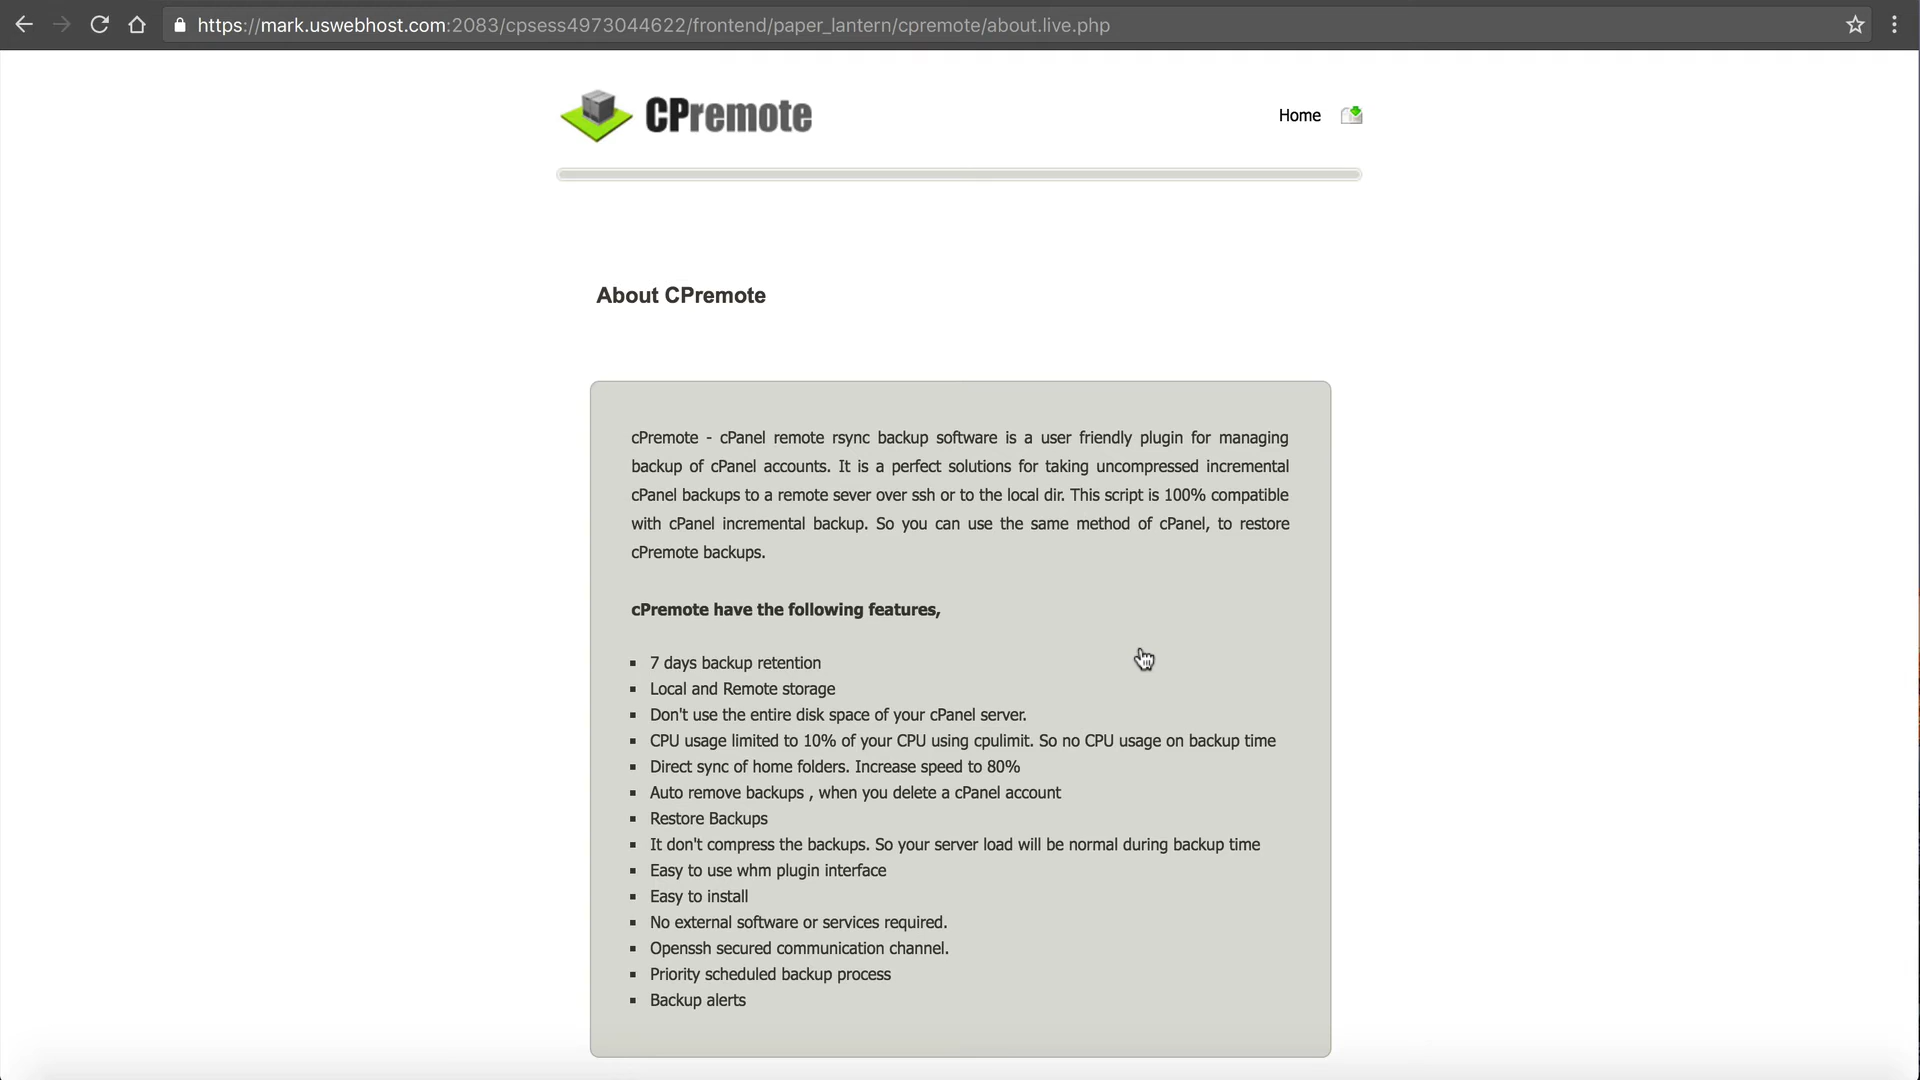 https://mark.uswebhost.com:2083/cpsess4973044622/frontend/paper_lantern/cpremote/about.live.php
CPremote
Home
About CPremote
cPremote - cPanel remote rsync backup software is a user friendly plugin for managing
backup of cPanel accounts. It is a perfect solutions for taking uncompressed incremental
cPanel backups to a remote sever over ssh or to the local dir. This script is 100% compatible
with cPanel incremental backup. So you can use the same method of cPanel, to restore
cPremote backups.
cPremote have the following features,
▪ 7 days backup retention
▪ Local and Remote storage
▪ Don't use the entire disk space of your cPanel server.
▪ CPU usage limited to 10% of your CPU using cpulimit. So no CPU usage on backup time
▪ Direct sync of home folders. Increase speed to 80%
▪ Auto remove backups , when you delete a cPanel account
▪ Restore Backups
▪ It don't compress the backups. So your server load will be normal during backup time
▪ Easy to use whm plugin interface
▪ Easy to install
▪ No external software or services required.
▪ Openssh secured communication channel.
▪ Priority scheduled backup process
▪ Backup alerts